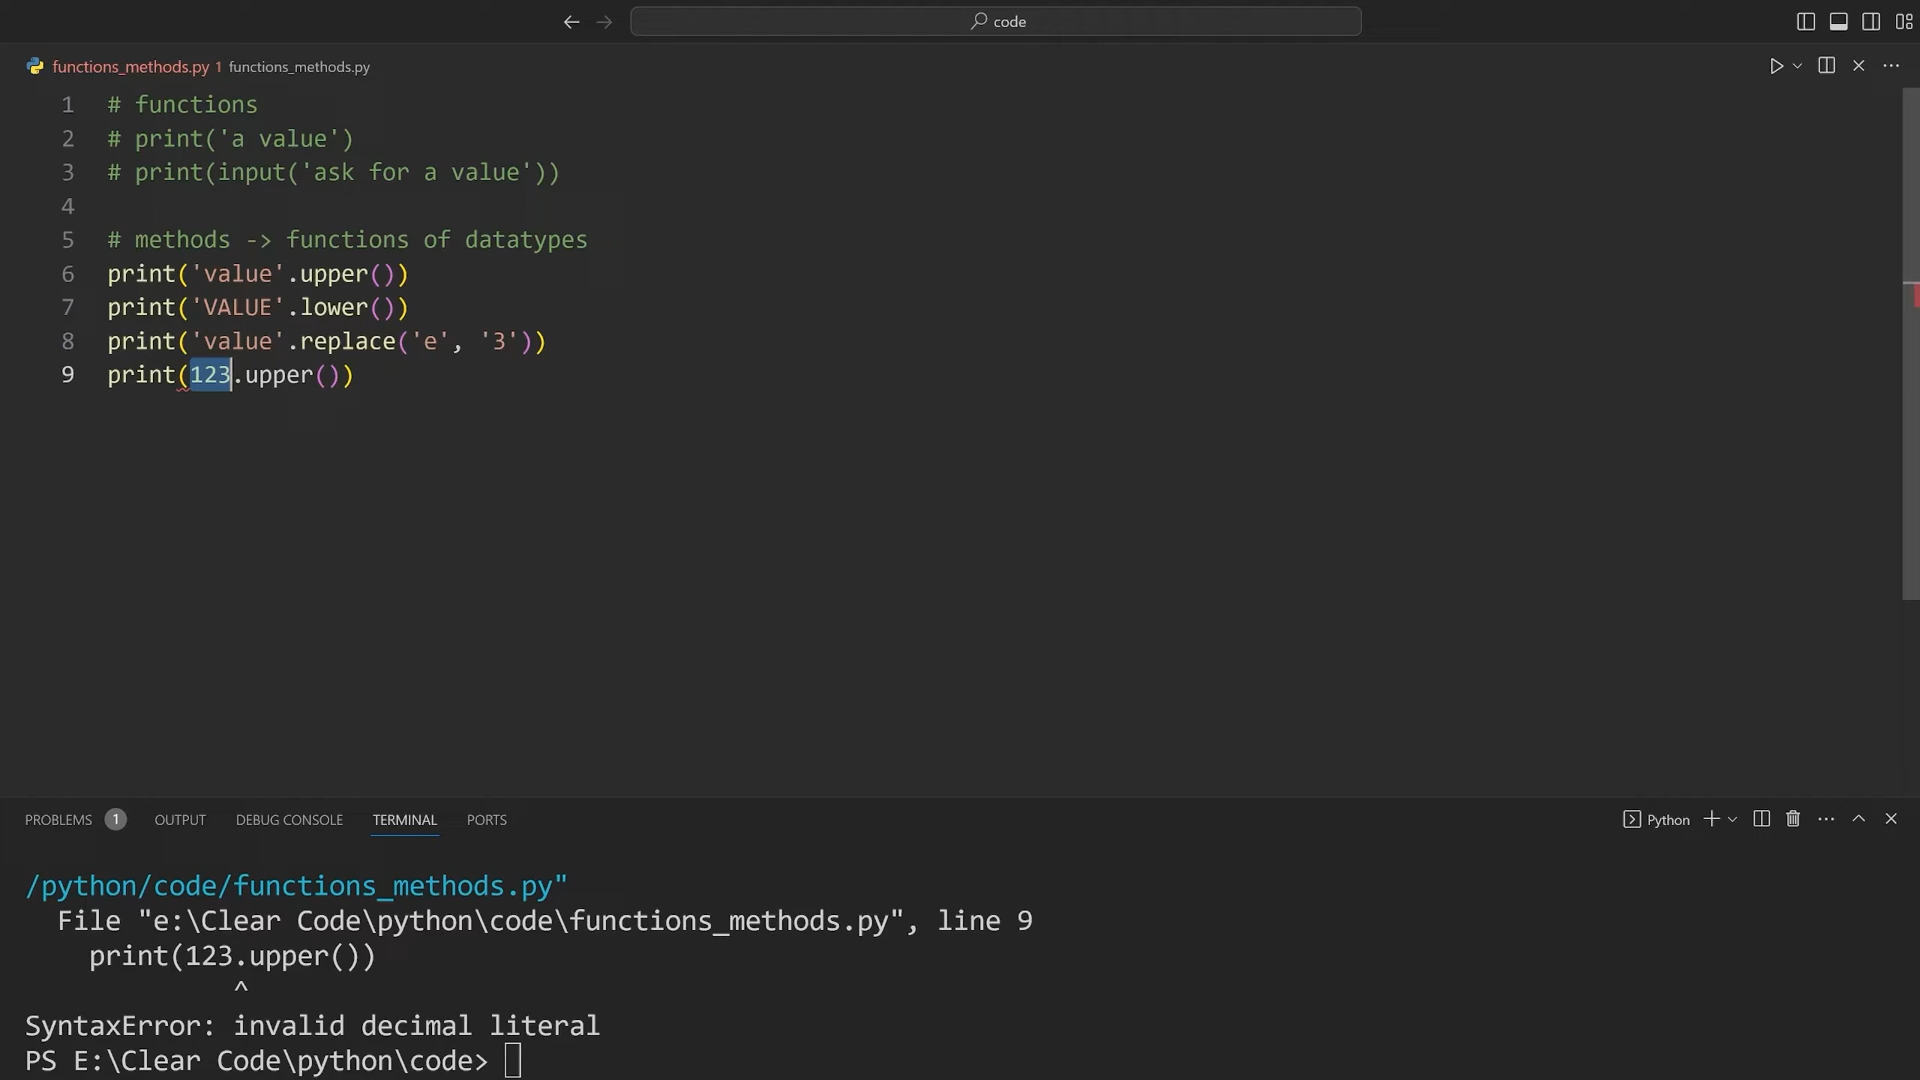 code
functions_methods.py 1 functions_methods.py
1 # functions
2 # print('a value')
3 # print(input('ask for a value'))
4
5 # methods -> functions of datatypes
6 print('value'.upper())
7 print('VALUE'.lower())
8 print('value'.replace('e', '3'))
9 print(123.upper())
PROBLEMS 1 OUTPUT DEBUG CONSOLE TERMINAL PORTS Python
/python/code/functions_methods.py"
File "e:\Clear Code\python\code\functions_methods.py", line 9
print(123.upper())
^
SyntaxError: invalid decimal literal
PS E:\Clear Code\python\code>